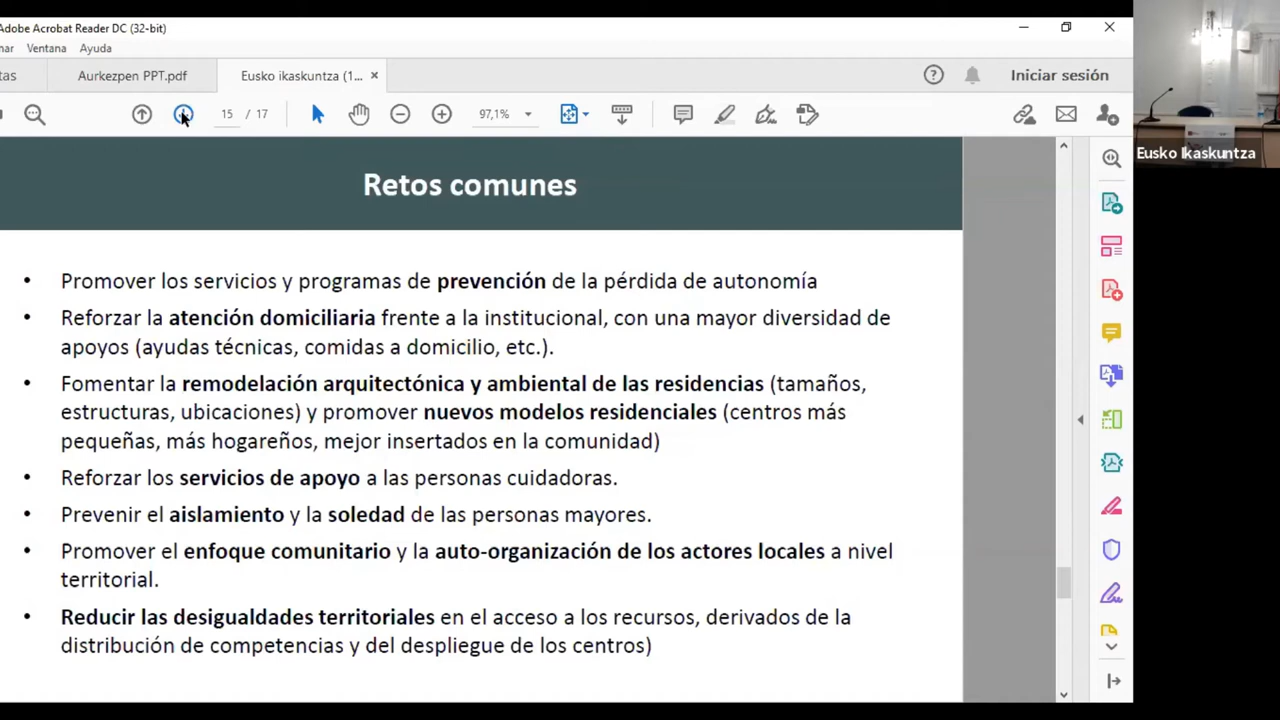 Adobe Acrobat Reader DC (32-bit)
nar Ventana Ayuda
tas Aurkezpen PPT.pdf Eusko ikaskuntza (1... × Iniciar sesión
15 / 17 97,1%
Eusko Ikaskuntza
Retos comunes
• Promover los servicios y programas de prevención de la pérdida de autonomía
• Reforzar la atención domiciliaria frente a la institucional, con una mayor diversidad de
apoyos (ayudas técnicas, comidas a domicilio, etc.).
• Fomentar la remodelación arquitectónica y ambiental de las residencias (tamaños,
estructuras, ubicaciones) y promover nuevos modelos residenciales (centros más
pequeñas, más hogareños, mejor insertados en la comunidad)
• Reforzar los servicios de apoyo a las personas cuidadoras.
• Prevenir el aislamiento y la soledad de las personas mayores.
• Promover el enfoque comunitario y la auto-organización de los actores locales a nivel
territorial.
• Reducir las desigualdades territoriales en el acceso a los recursos, derivados de la
distribución de competencias y del despliegue de los centros)